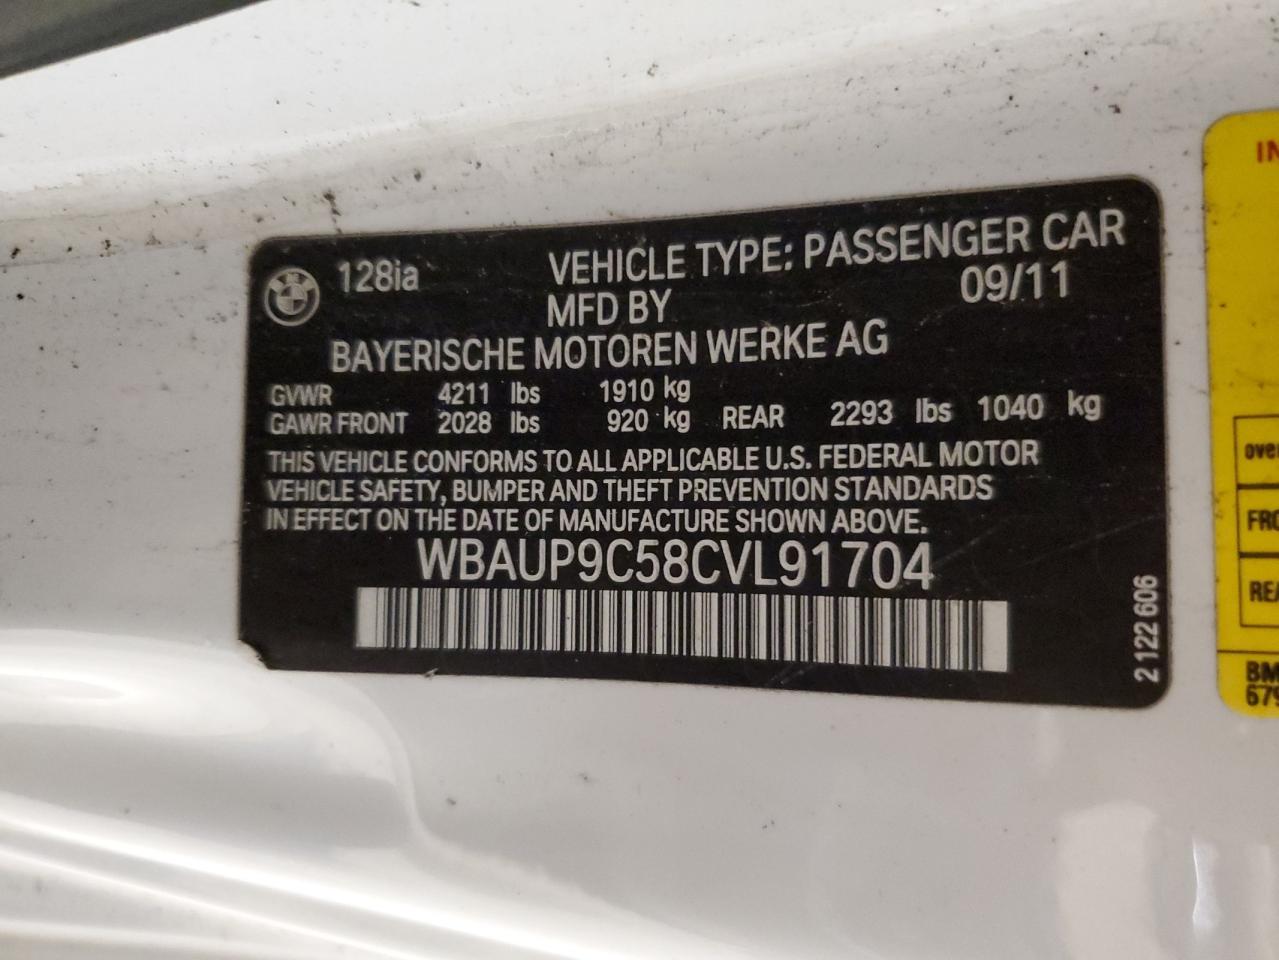 128ia VEHICLE TYPE: PASSENGER CAR
MFD BY 09/11
BAYERISCHE MOTOREN WERKE AG
GVWR 4211 lbs 1910 kg
GAWR FRONT 2028 lbs 920 kg REAR 2293 lbs 1040 kg
THIS VEHICLE CONFORMS TO ALL APPLICABLE U.S. FEDERAL MOTOR
VEHICLE SAFETY, BUMPER AND THEFT PREVENTION STANDARDS
IN EFFECT ON THE DATE OF MANUFACTURE SHOWN ABOVE.
WBAUP9C58CVL91704
2 122 606